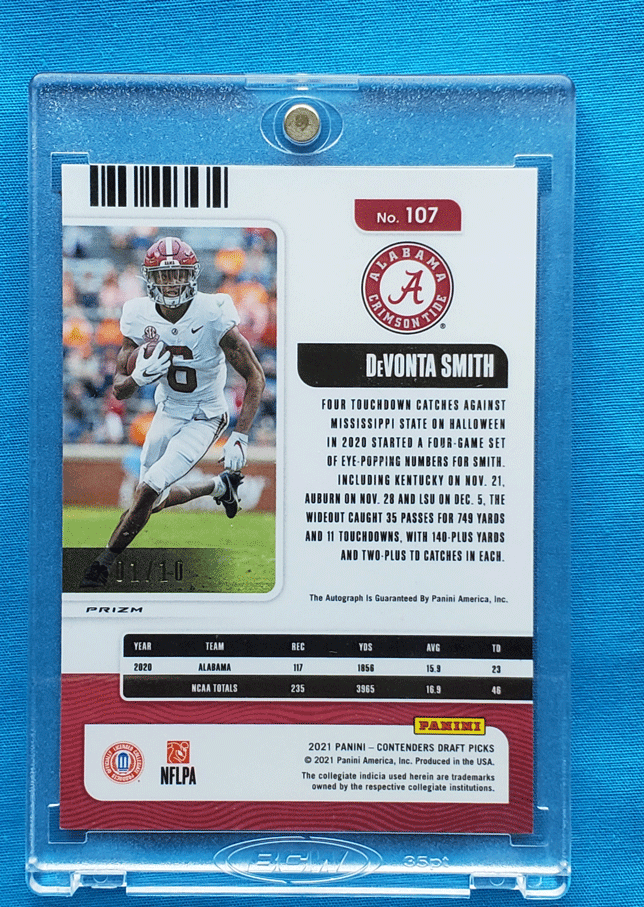 No. 107
ALABAMA
CRIMSON TIDE
A
®
DeVONTA SMITH
FOUR TOUCHDOWN CATCHES AGAINST
MISSISSIPPI STATE ON HALLOWEEN
IN 2020 STARTED A FOUR-GAME SET
OF EYE-POPPING NUMBERS FOR SMITH.
INCLUDING KENTUCKY ON NOV. 21,
AUBURN ON NOV. 28 AND LSU ON DEC. 5, THE
WIDEOUT CAUGHT 35 PASSES FOR 749 YARDS
AND 11 TOUCHDOWNS, WITH 140-PLUS YARDS
AND TWO-PLUS TD CATCHES IN EACH.
6
01/10
The Autograph Is Guaranteed By Panini America, Inc.
PRIZM
YEAR TEAM REC YDS AVG TD
2020 ALABAMA 117 1856 15.9 23
NCAA TOTALS 235 3965 16.9 46
PANINI
2021 PANINI – CONTENDERS DRAFT PICKS
© 2021 Panini America, Inc. Produced in the USA.
The collegiate indicia used herein are trademarks
owned by the respective collegiate institutions.
OFFICIALLY LICENSED COLLEGIATE PRODUCTS
NFLPA
BCW 35pt